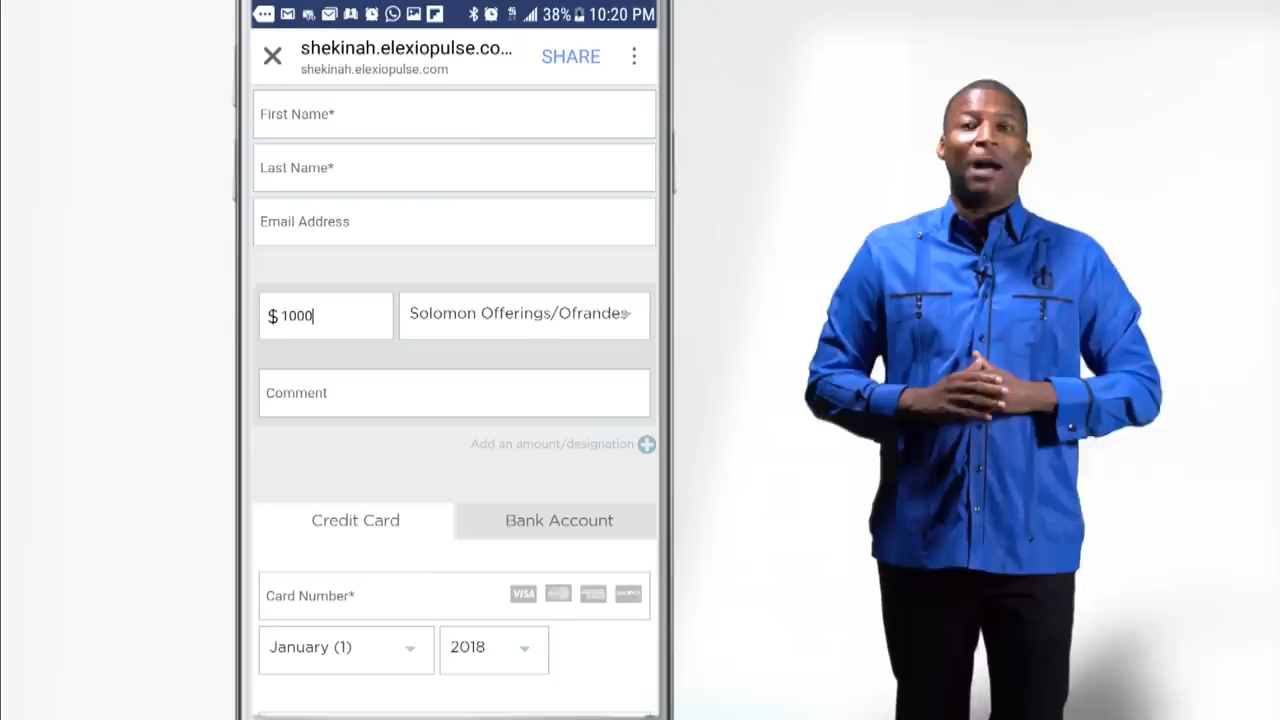 38% 10:20 PM
shekinah.elexiopulse.co...
shekinah.elexiopulse.com
SHARE
First Name*
Last Name*
Email Address
$ 1000
Solomon Offerings/Ofrandes
Comment
Add an amount/designation
Credit Card
Bank Account
Card Number*
VISA
January (1)
2018